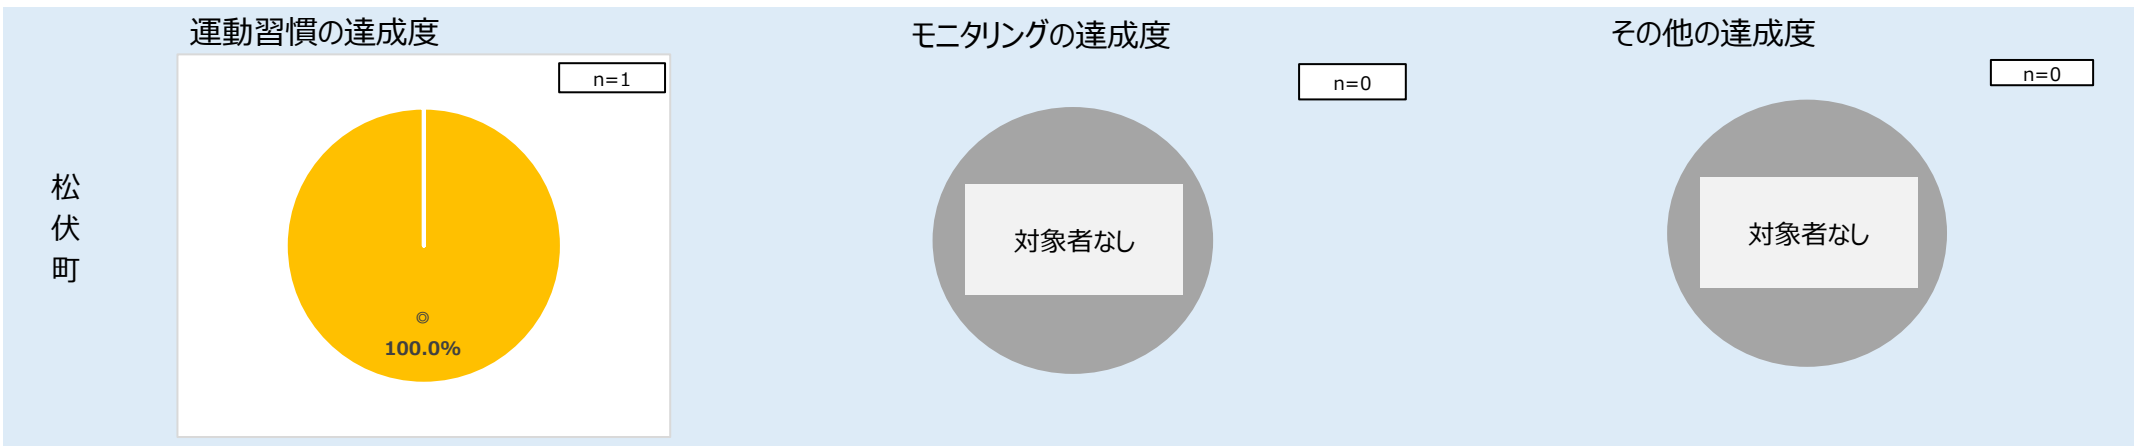 運動習慣の達成度
モニタリングの達成度
その他の達成度
n=1
n=0
n=0
松
伏
町
対象者なし
対象者なし
◎
100.0%